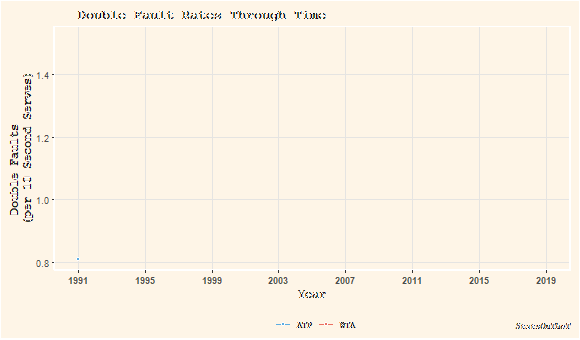 Double Fault Rates Through Time
Double Faults
(per 10 Second Serves)
1.4
1.2
1.0
0.8
1991 1995 1999 2003 2007 2011 2015 2019
Year
ATP WTA